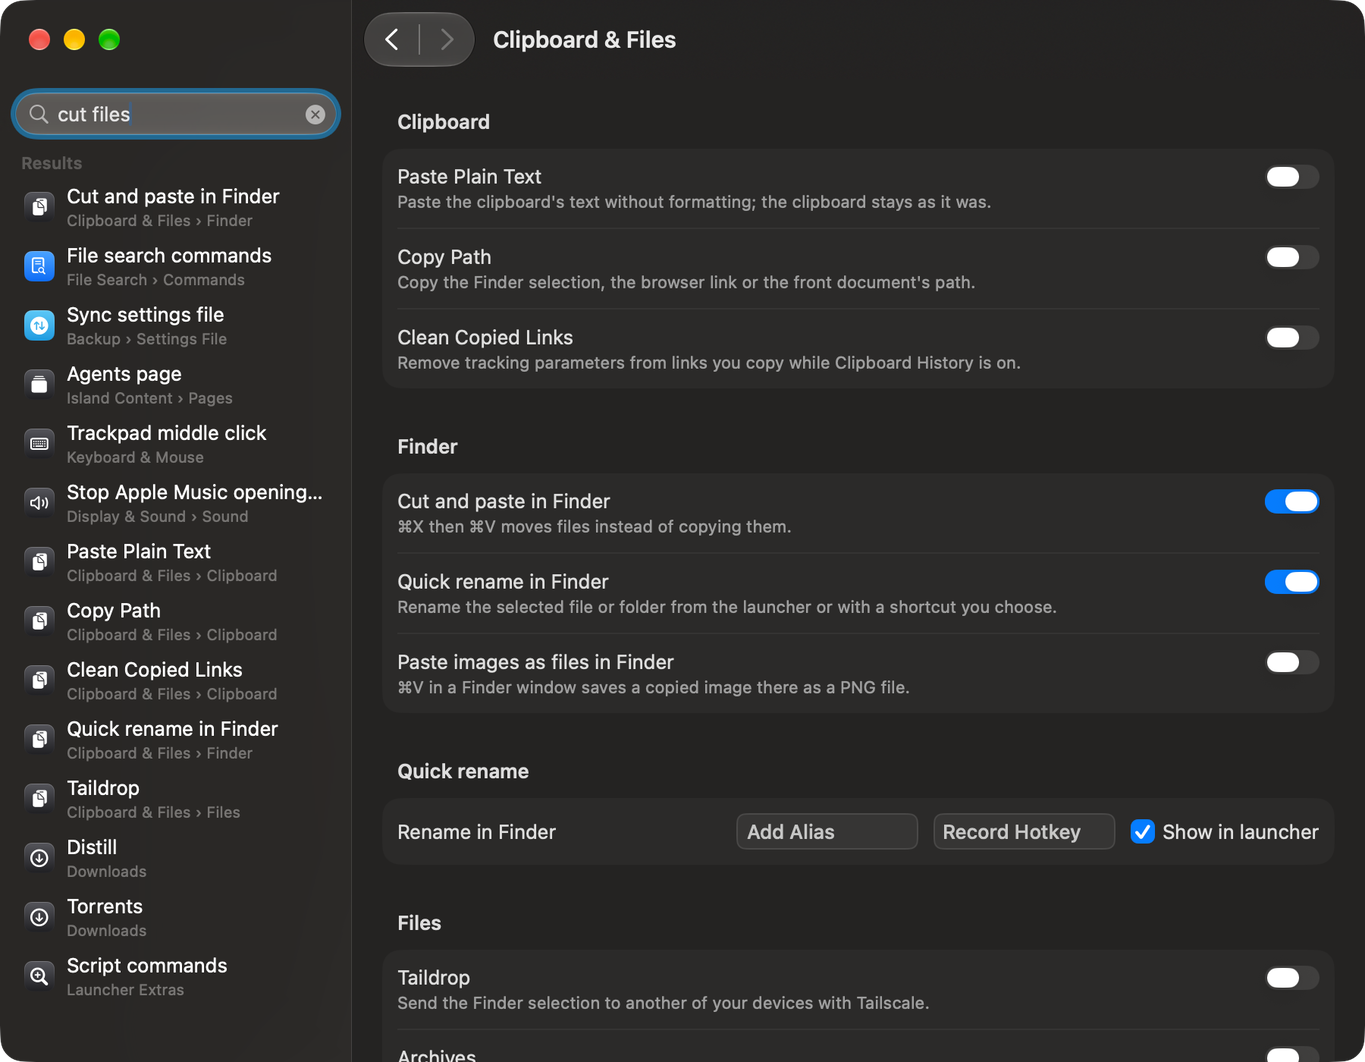 Clipboard & Files
cut files
Results
Cut and paste in Finder
Clipboard & Files › Finder
File search commands
File Search › Commands
Sync settings file
Backup › Settings File
Agents page
Island Content › Pages
Trackpad middle click
Keyboard & Mouse
Stop Apple Music opening...
Display & Sound › Sound
Paste Plain Text
Clipboard & Files › Clipboard
Copy Path
Clipboard & Files › Clipboard
Clean Copied Links
Clipboard & Files › Clipboard
Quick rename in Finder
Clipboard & Files › Finder
Taildrop
Clipboard & Files › Files
Distill
Downloads
Torrents
Downloads
Script commands
Launcher Extras
Clipboard
Paste Plain Text
Paste the clipboard's text without formatting; the clipboard stays as it was.
Copy Path
Copy the Finder selection, the browser link or the front document's path.
Clean Copied Links
Remove tracking parameters from links you copy while Clipboard History is on.
Finder
Cut and paste in Finder
⌘X then ⌘V moves files instead of copying them.
Quick rename in Finder
Rename the selected file or folder from the launcher or with a shortcut you choose.
Paste images as files in Finder
⌘V in a Finder window saves a copied image there as a PNG file.
Quick rename
Rename in Finder Add Alias Record Hotkey Show in launcher
Files
Taildrop
Send the Finder selection to another of your devices with Tailscale.
Archives